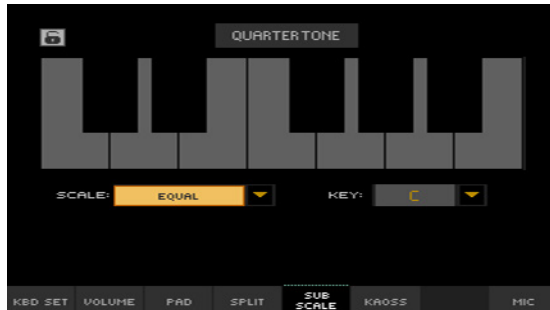 QUARTERTONE
SCALE: EQUAL KEY: C
KBD SET VOLUME PAD SPLIT SUB SCALE KAOSS MIC